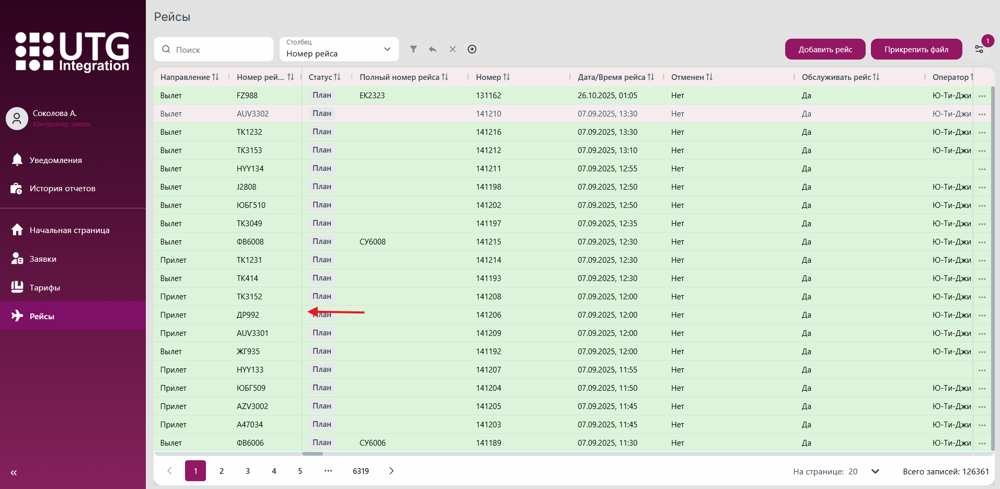 UTG
Integration
Соколова А.
Контроллер заявки
Уведомления
История отчетов
Начальная страница
Заявки
Тарифы
Рейсы
«
Рейсы
Поиск
Столбец
Номер рейса
Добавить рейс
Прикрепить файл
1
Направление Номер рей... Статус Полный номер рейса Номер Дата/Время рейса Отменен Обслуживать рейс Оператор
Вылет FZ988 План ЕК2323 131162 26.10.2025, 01:05 Нет Да Ю-Ти-Джи ...
Вылет AUV3302 План 141210 07.09.2025, 13:30 Нет Да Ю-Ти-Джи ...
Вылет ТК1232 План 141216 07.09.2025, 13:30 Нет Да Ю-Ти-Джи ...
Вылет ТК3153 План 141212 07.09.2025, 13:10 Нет Да Ю-Ти-Джи ...
Вылет HYY134 План 141211 07.09.2025, 12:55 Нет Да ...
Вылет J2808 План 141198 07.09.2025, 12:50 Нет Да Ю-Ти-Джи ...
Вылет ЮБГ510 План 141202 07.09.2025, 12:50 Нет Да Ю-Ти-Джи ...
Вылет ТК3049 План 141197 07.09.2025, 12:35 Нет Да Ю-Ти-Джи ...
Вылет ФВ6008 План СУ6008 141215 07.09.2025, 12:30 Нет Да Ю-Ти-Джи ...
Прилет ТК1231 План 141214 07.09.2025, 12:30 Нет Да Ю-Ти-Джи ...
Вылет ТК414 План 141193 07.09.2025, 12:30 Нет Да Ю-Ти-Джи ...
Прилет ТК3152 План 141208 07.09.2025, 12:00 Нет Да Ю-Ти-Джи ...
Прилет ДР992 План 141206 07.09.2025, 12:00 Нет Да Ю-Ти-Джи ...
Прилет AUV3301 План 141209 07.09.2025, 12:00 Нет Да Ю-Ти-Джи ...
Вылет ЖГ935 План 141192 07.09.2025, 12:00 Нет Да Ю-Ти-Джи ...
Прилет HYY133 План 141207 07.09.2025, 11:55 Нет Да ...
Прилет ЮБГ509 План 141204 07.09.2025, 11:50 Нет Да Ю-Ти-Джи ...
Прилет AZV3002 План 141205 07.09.2025, 11:45 Нет Да Ю-Ти-Джи ...
Прилет А47034 План 141203 07.09.2025, 11:45 Нет Да Ю-Ти-Джи ...
Вылет ФВ6006 План СУ6006 141189 07.09.2025, 11:30 Нет Да Ю-Ти-Джи ...
1 2 3 4 5 ... 6319
На странице: 20
Всего записей: 126361